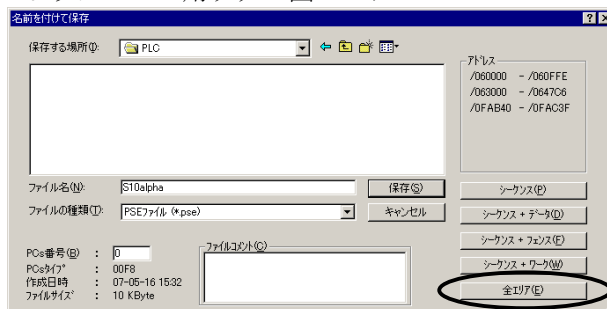 名前を付けて保存
保存する場所(I): PLC
アドレス
/060000 - /060FFE
/063000 - /0647C6
/0FAB40 - /0FAC3F
ファイル名(N): S10alpha 保存(S) シーケンス(P)
ファイルの種類(T): PSEファイル (*.pse) キャンセル シーケンス + データ(D)
シーケンス + フェンス(F)
PCs番号(B) : 0 ファイルコメント(C) シーケンス + ワーク(W)
PCsタイプ : 00F8
作成日時 : 07-05-16 15:32 全エリア(E)
ファイルサイズ : 10 KByte